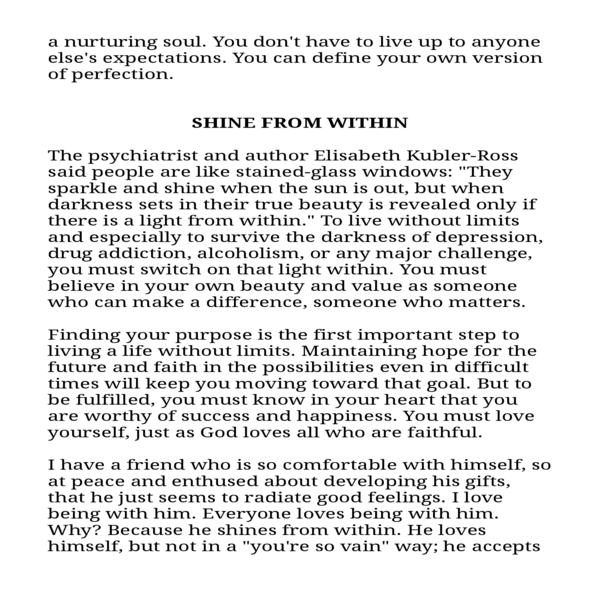 a nurturing soul. You don't have to live up to anyone
else's expectations. You can define your own version
of perfection.
SHINE FROM WITHIN
The psychiatrist and author Elisabeth Kubler-Ross
said people are like stained-glass windows: "They
sparkle and shine when the sun is out, but when
darkness sets in their true beauty is revealed only if
there is a light from within." To live without limits
and especially to survive the darkness of depression,
drug addiction, alcoholism, or any major challenge,
you must switch on that light within. You must
believe in your own beauty and value as someone
who can make a difference, someone who matters.
Finding your purpose is the first important step to
living a life without limits. Maintaining hope for the
future and faith in the possibilities even in difficult
times will keep you moving toward that goal. But to
be fulfilled, you must know in your heart that you
are worthy of success and happiness. You must love
yourself, just as God loves all who are faithful.
I have a friend who is so comfortable with himself, so
at peace and enthused about developing his gifts,
that he just seems to radiate good feelings. I love
being with him. Everyone loves being with him.
Why? Because he shines from within. He loves
himself, but not in a "you're so vain" way; he accepts